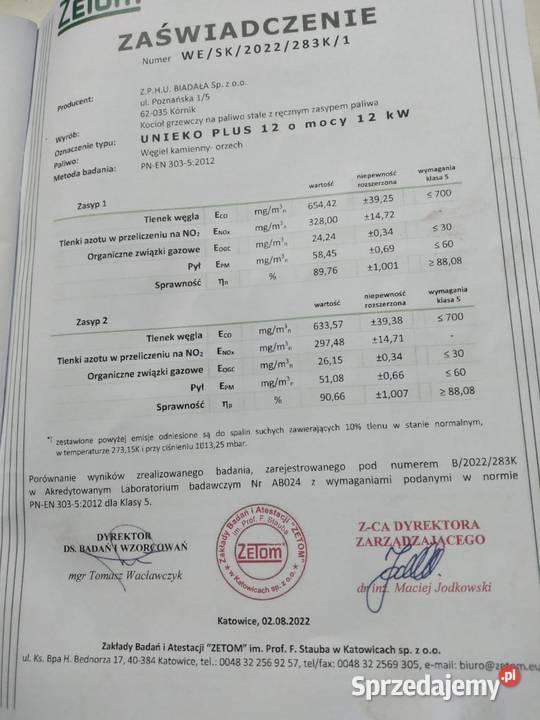 ZETOM
ZAŚWIADCZENIE
Numer WE/SK/2022/283K/1
Producent: Z.P.H.U. BIADAŁA Sp. z o.o.
ul. Poznańska 1/5
62-035 Kórnik
Wyrób: Kocioł grzewczy na paliwo stałe z ręcznym zasypem paliwa
Oznaczenie typu: UNIEKO PLUS 12 o mocy 12 kW
Paliwo: Węgiel kamienny- orzech
Metoda badania: PN-EN 303-5:2012
Zasyp 1 wartość niepewność rozszerzona wymagania klasa 5
Tlenek węgla ECO mg/m³n 654,42 ±39,25 ≤ 700
Tlenki azotu w przeliczeniu na NO₂ ENOx mg/m³n 328,00 ±14,72 -
Organiczne związki gazowe EOGC mg/m³n 24,24 ±0,34 ≤ 30
Pył EPM mg/m³n 58,45 ±0,69 ≤ 60
Sprawność ηn % 89,76 ±1,001 ≥ 88,08
Zasyp 2 wartość niepewność rozszerzona wymagania klasa 5
Tlenek węgla ECO mg/m³n 633,57 ±39,38 ≤ 700
Tlenki azotu w przeliczeniu na NO₂ ENOx mg/m³n 297,48 ±14,71 -
Organiczne związki gazowe EOGC mg/m³n 26,15 ±0,34 ≤ 30
Pył EPM mg/m³n 51,08 ±0,66 ≤ 60
Sprawność ηn % 90,66 ±1,007 ≥ 88,08
*⁾ zestawione powyżej emisje odniesione są do spalin suchych zawierających 10% tlenu w stanie normalnym,
w temperaturze 273,15K i przy ciśnieniu 1013,25 mbar.
Porównanie wyników zrealizowanego badania, zarejestrowanego pod numerem B/2022/283K
w Akredytowanym Laboratorium badawczym Nr AB024 z wymaganiami podanymi w normie
PN-EN 303-5:2012 dla Klasy 5.
DYREKTOR
DS. BADAŃ I WZORCOWAŃ
mgr Tomasz Wacławczyk
Zakłady Badań i Atestacji "ZETOM"
im. Prof. F. Stauba
ZETOM
w Katowicach sp. z o.o.
Z-CA DYREKTORA
ZARZĄDZAJĄCEGO
dr inż. Maciej Jodkowski
Katowice, 02.08.2022
Zakłady Badań i Atestacji "ZETOM" im. Prof. F. Stauba w Katowicach sp. z o.o.
ul. Ks. Bpa H. Bednorza 17, 40-384 Katowice, tel.: 0048 32 256 92 57, tel/fax: 0048 32 2569 305, e-mail: biuro@zetom.eu
Sprzedajemy.pl